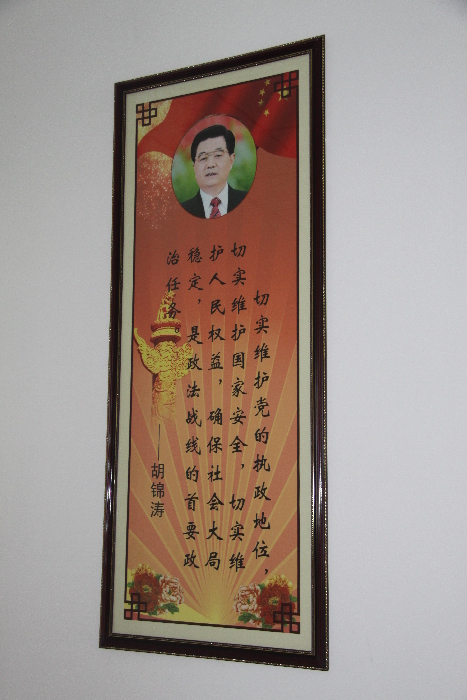 切实维护党的执政地位，
切实维护国家安全，切实维
护人民权益，确保社会大局
稳定，是政法战线的首要政
治任务。
——胡锦涛